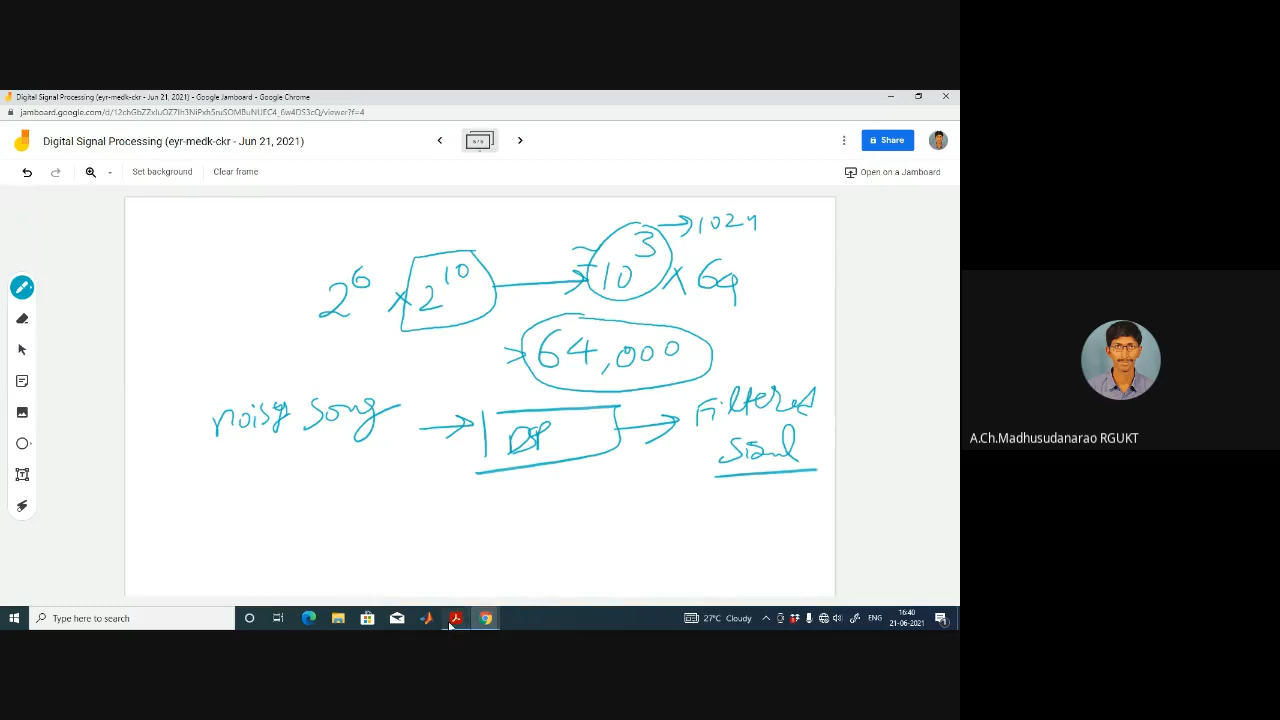 Digital Signal Processing (eyr-medk-ckr - Jun 21, 2021) - Google Jamboard - Google Chrome
Digital Signal Processing (eyr-medk-ckr - Jun 21, 2021)
Share
Set background
Clear frame
Open on a Jamboard
→1024
2^6 × 2^10 → 10^3 × 64
→ 64,000
noisy song → DSP → Filtered
Signal
A.Ch.Madhusudanarao RGUKT
Type here to search
27°C Cloudy
ENG
16:40
21-06-2021